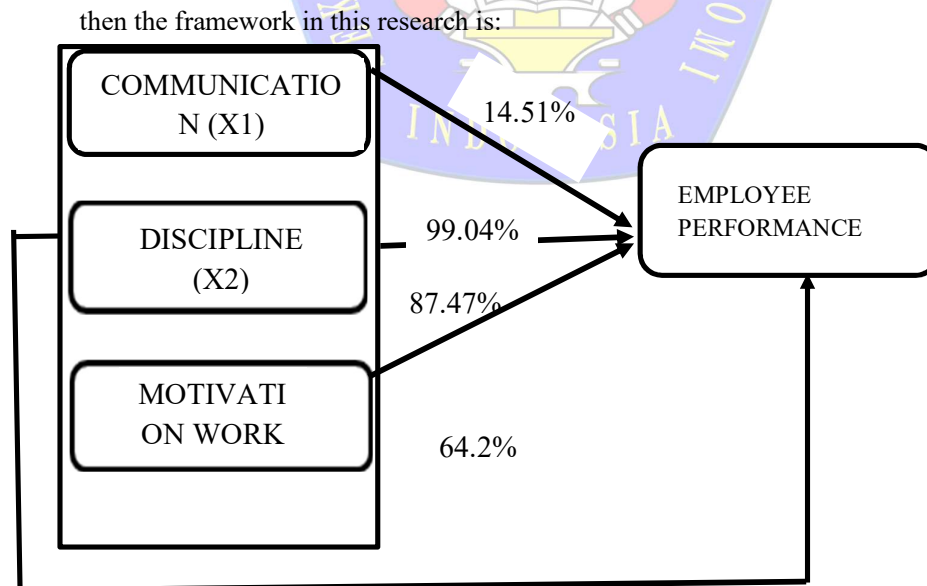 then the framework in this research is:
COMMUNICATIO
N (X1)
14.51%
DISCIPLINE
(X2)
99.04%
EMPLOYEE
PERFORMANCE
87.47%
MOTIVATI
ON WORK
64.2%